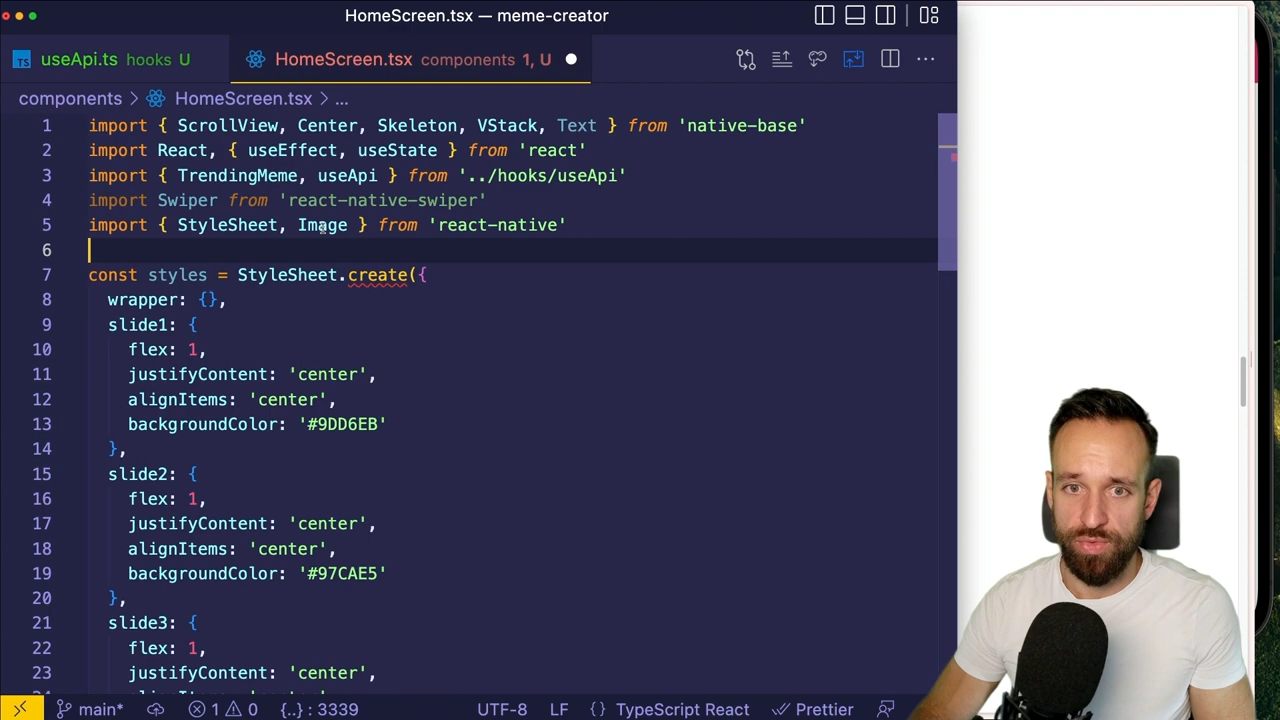 HomeScreen.tsx — meme-creator
useApi.ts hooks U
HomeScreen.tsx components 1, U
components > HomeScreen.tsx > ...
1 import { ScrollView, Center, Skeleton, VStack, Text } from 'native-base'
2 import React, { useEffect, useState } from 'react'
3 import { TrendingMeme, useApi } from '../hooks/useApi'
4 import Swiper from 'react-native-swiper'
5 import { StyleSheet, Image } from 'react-native'
6
7 const styles = StyleSheet.create({
8 wrapper: {},
9 slide1: {
10 flex: 1,
11 justifyContent: 'center',
12 alignItems: 'center',
13 backgroundColor: '#9DD6EB'
14 },
15 slide2: {
16 flex: 1,
17 justifyContent: 'center',
18 alignItems: 'center',
19 backgroundColor: '#97CAE5'
20 },
21 slide3: {
22 flex: 1,
23 justifyContent: 'center',
main* 1 0 {..} : 3339 UTF-8 LF {} TypeScript React Prettier